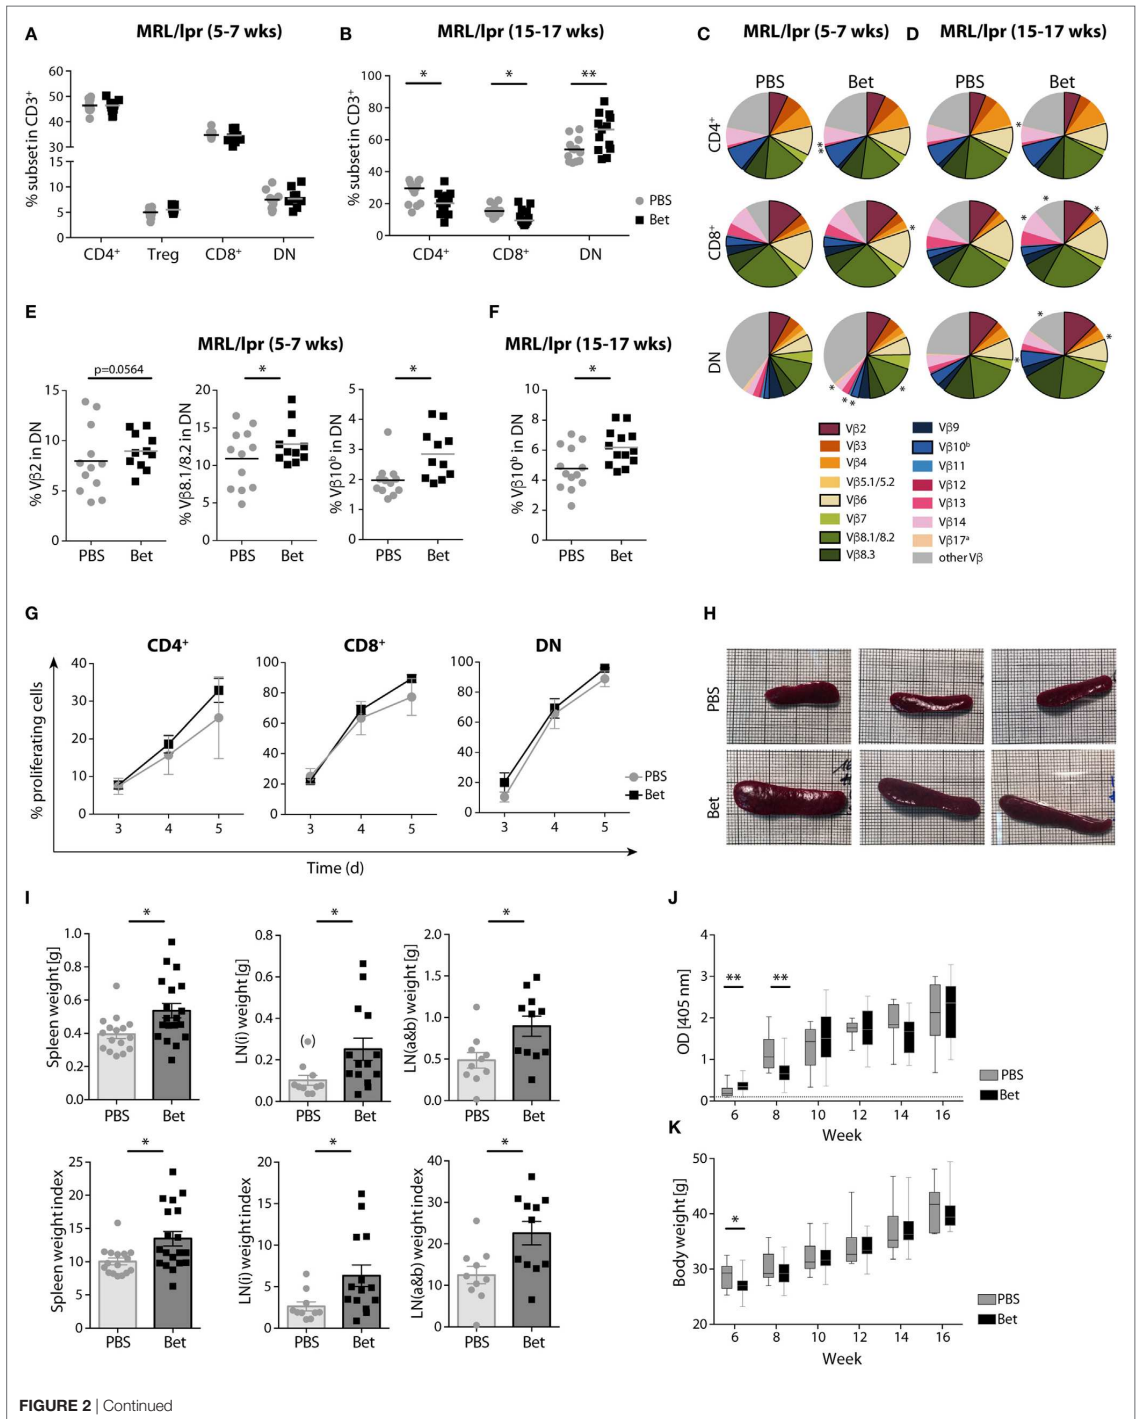 A MRL/lpr (5-7 wks)
% subset in CD3⁺
60
50
40
30
15
10
5
0
CD4⁺ Treg CD8⁺ DN
B MRL/lpr (15-17 wks)
% subset in CD3⁺
100
80
60
40
20
0
* * **
CD4⁺ CD8⁺ DN
PBS
Bet
C MRL/lpr (5-7 wks) D MRL/lpr (15-17 wks)
PBS Bet PBS Bet
CD4⁺
** *
CD8⁺
* * * *
DN
* * * * * * *
Vβ2
Vβ3
Vβ4
Vβ5.1/5.2
Vβ6
Vβ7
Vβ8.1/8.2
Vβ8.3
Vβ9
Vβ10ᵇ
Vβ11
Vβ12
Vβ13
Vβ14
Vβ17ᵃ
other Vβ
E
MRL/lpr (5-7 wks)
% Vβ2 in DN
15
10
5
0
p=0.0564
PBS Bet
% Vβ8.1/8.2 in DN
20
15
10
5
0
*
PBS Bet
% Vβ10ᵇ in DN
5
4
3
2
1
0
*
PBS Bet
F
MRL/lpr (15-17 wks)
% Vβ10ᵇ in DN
10
8
6
4
2
0
*
PBS Bet
G
% proliferating cells
CD4⁺
40
30
20
10
0
3 4 5
CD8⁺
100
80
60
40
20
0
3 4 5
DN
100
80
60
40
20
0
3 4 5
PBS
Bet
Time (d)
H
PBS
Bet
I
Spleen weight [g]
1.0
0.8
0.6
0.4
0.2
0.0
*
PBS Bet
LN(i) weight [g]
0.8
0.6
0.4
0.2
0.0
*
( )
PBS Bet
LN(a&b) weight [g]
2.0
1.5
1.0
0.5
0.0
*
PBS Bet
Spleen weight index
25
20
15
10
5
0
*
PBS Bet
LN(i) weight index
20
15
10
5
0
*
PBS Bet
LN(a&b) weight index
40
30
20
10
0
*
PBS Bet
J
OD [405 nm]
4
3
2
1
0
** **
6 8 10 12 14 16
Week
PBS
Bet
K
Body weight [g]
50
40
30
20
*
6 8 10 12 14 16
Week
PBS
Bet
FIGURE 2 | Continued